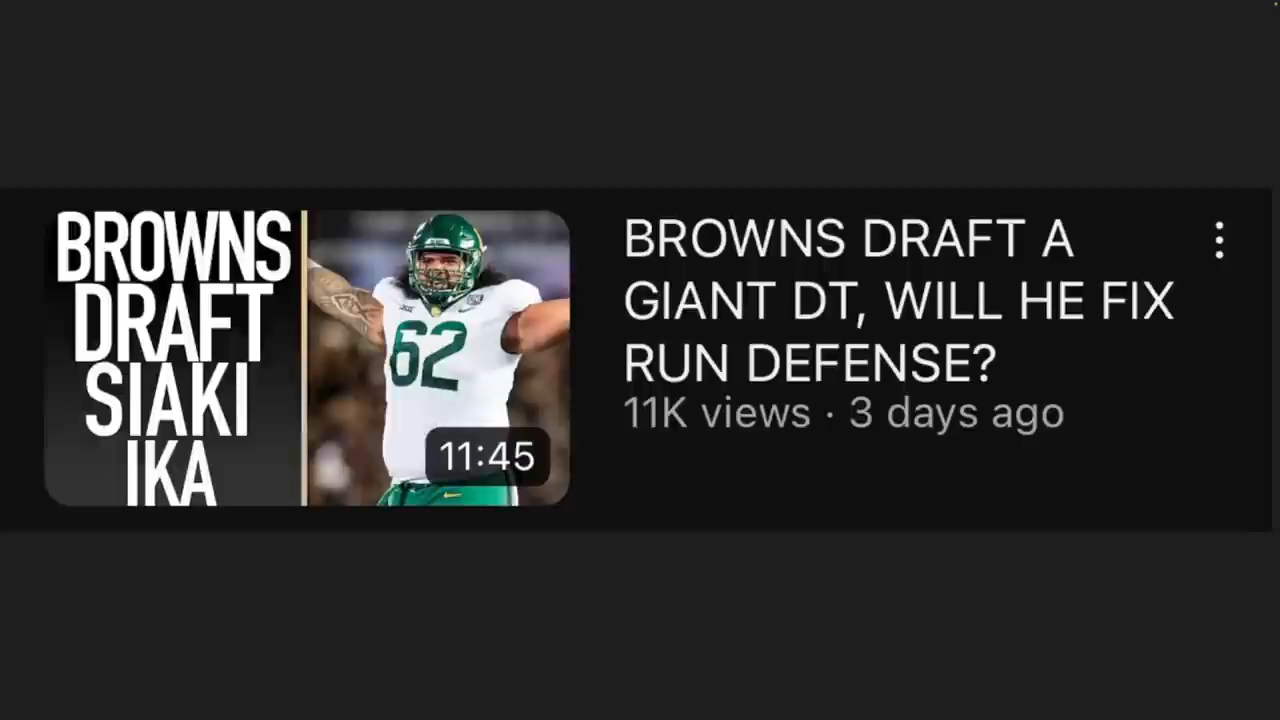 BROWNS
DRAFT
SIAKI
IKA
62
11:45
BROWNS DRAFT A
GIANT DT, WILL HE FIX
RUN DEFENSE?
11K views · 3 days ago